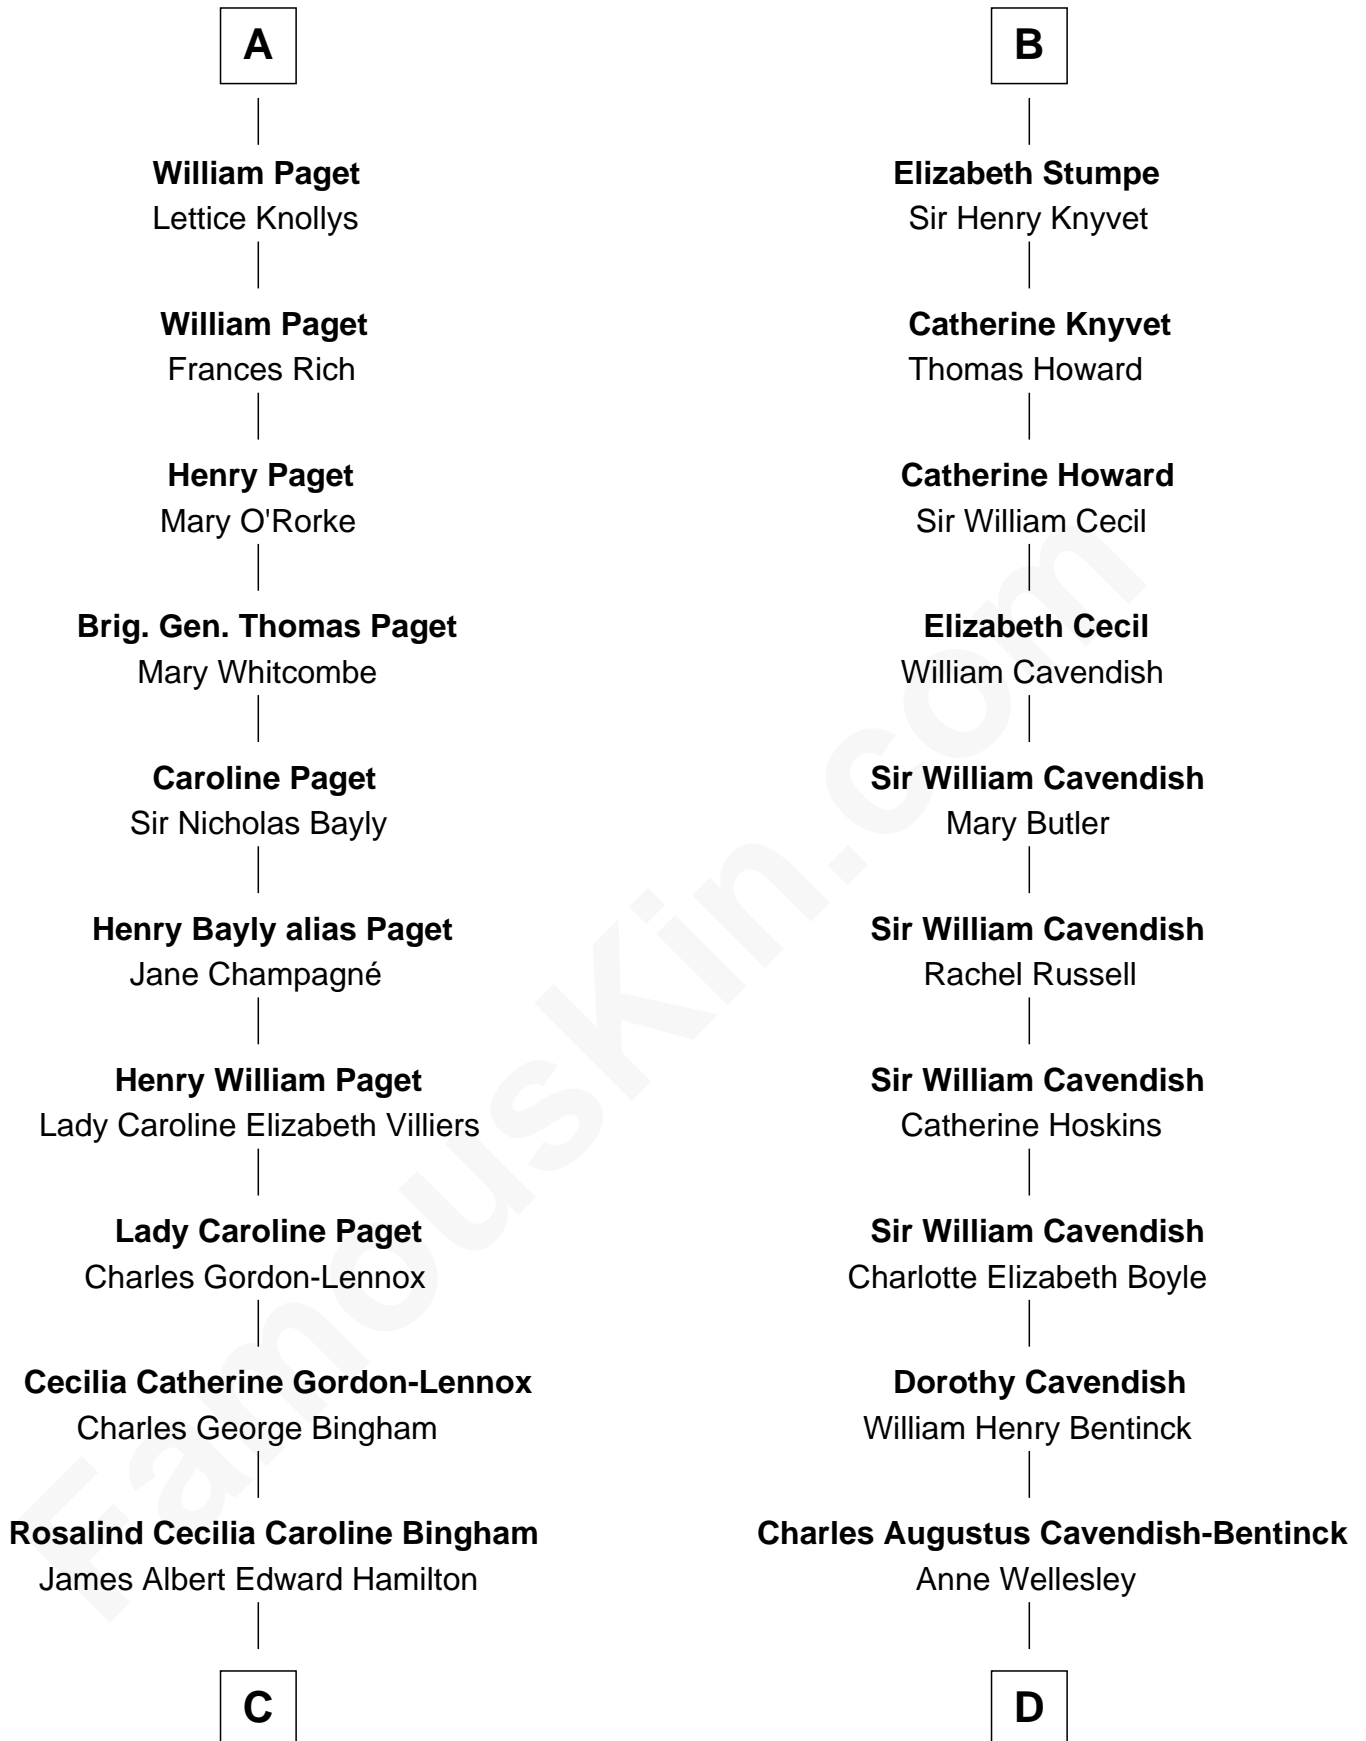 A
William Paget
Lettice Knollys
William Paget
Frances Rich
Henry Paget
Mary O'Rorke
Brig. Gen. Thomas Paget
Mary Whitcombe
Caroline Paget
Sir Nicholas Bayly
Henry Bayly alias Paget
Jane Champagné
Henry William Paget
Lady Caroline Elizabeth Villiers
Lady Caroline Paget
Charles Gordon-Lennox
Cecilia Catherine Gordon-Lennox
Charles George Bingham
Rosalind Cecilia Caroline Bingham
James Albert Edward Hamilton
C
B
Elizabeth Stumpe
Sir Henry Knyvet
Catherine Knyvet
Thomas Howard
Catherine Howard
Sir William Cecil
Elizabeth Cecil
William Cavendish
Sir William Cavendish
Mary Butler
Sir William Cavendish
Rachel Russell
Sir William Cavendish
Catherine Hoskins
Sir William Cavendish
Charlotte Elizabeth Boyle
Dorothy Cavendish
William Henry Bentinck
Charles Augustus Cavendish-Bentinck
Anne Wellesley
D
FamousKin.com